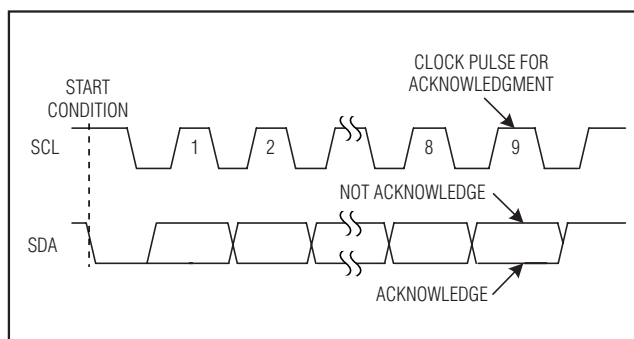 CLOCK PULSE FOR
ACKNOWLEDGMENT
START
CONDITION
SCL
1
2
8
9
NOT ACKNOWLEDGE
SDA
ACKNOWLEDGE